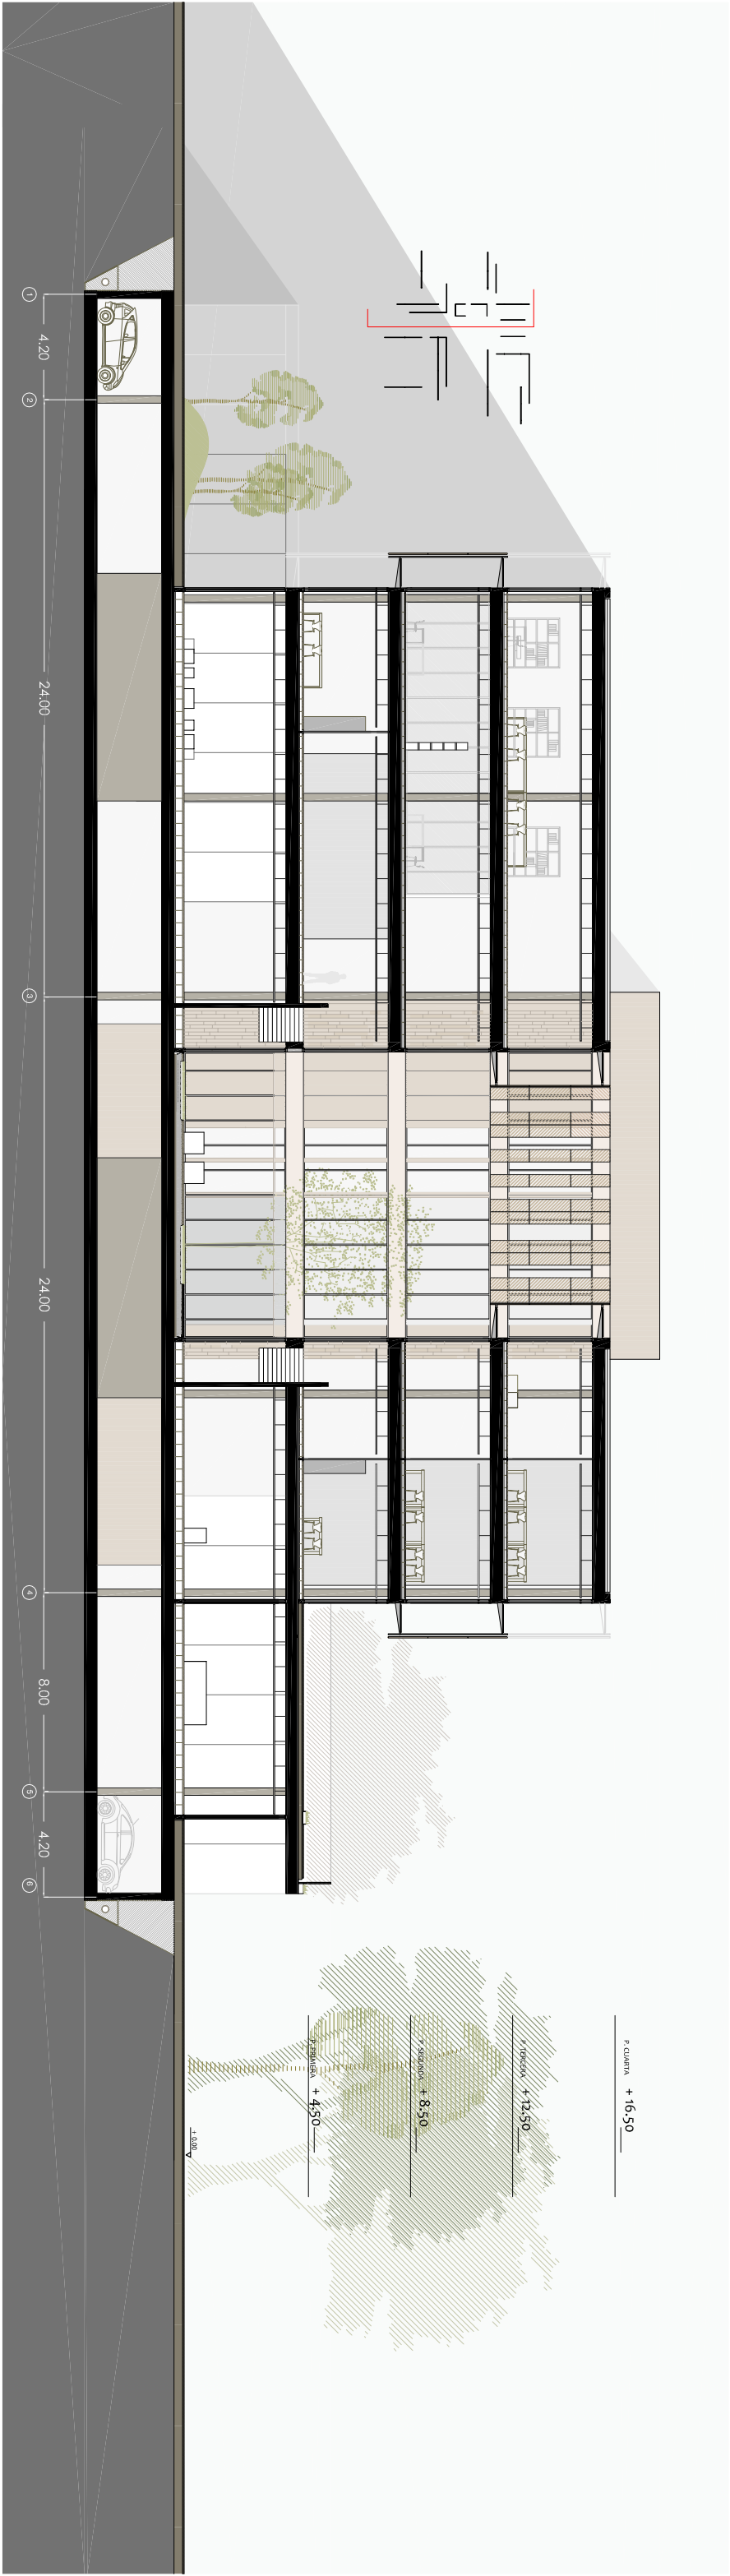 P. CUARTA + 16.50
P. TERCERA + 12.50
P. SEGUNDA + 8.50
P. PRIMERA + 4.50
+ 0.00
4.20 24.00 24.00 8.00 4.20
1 2 3 4 5 6